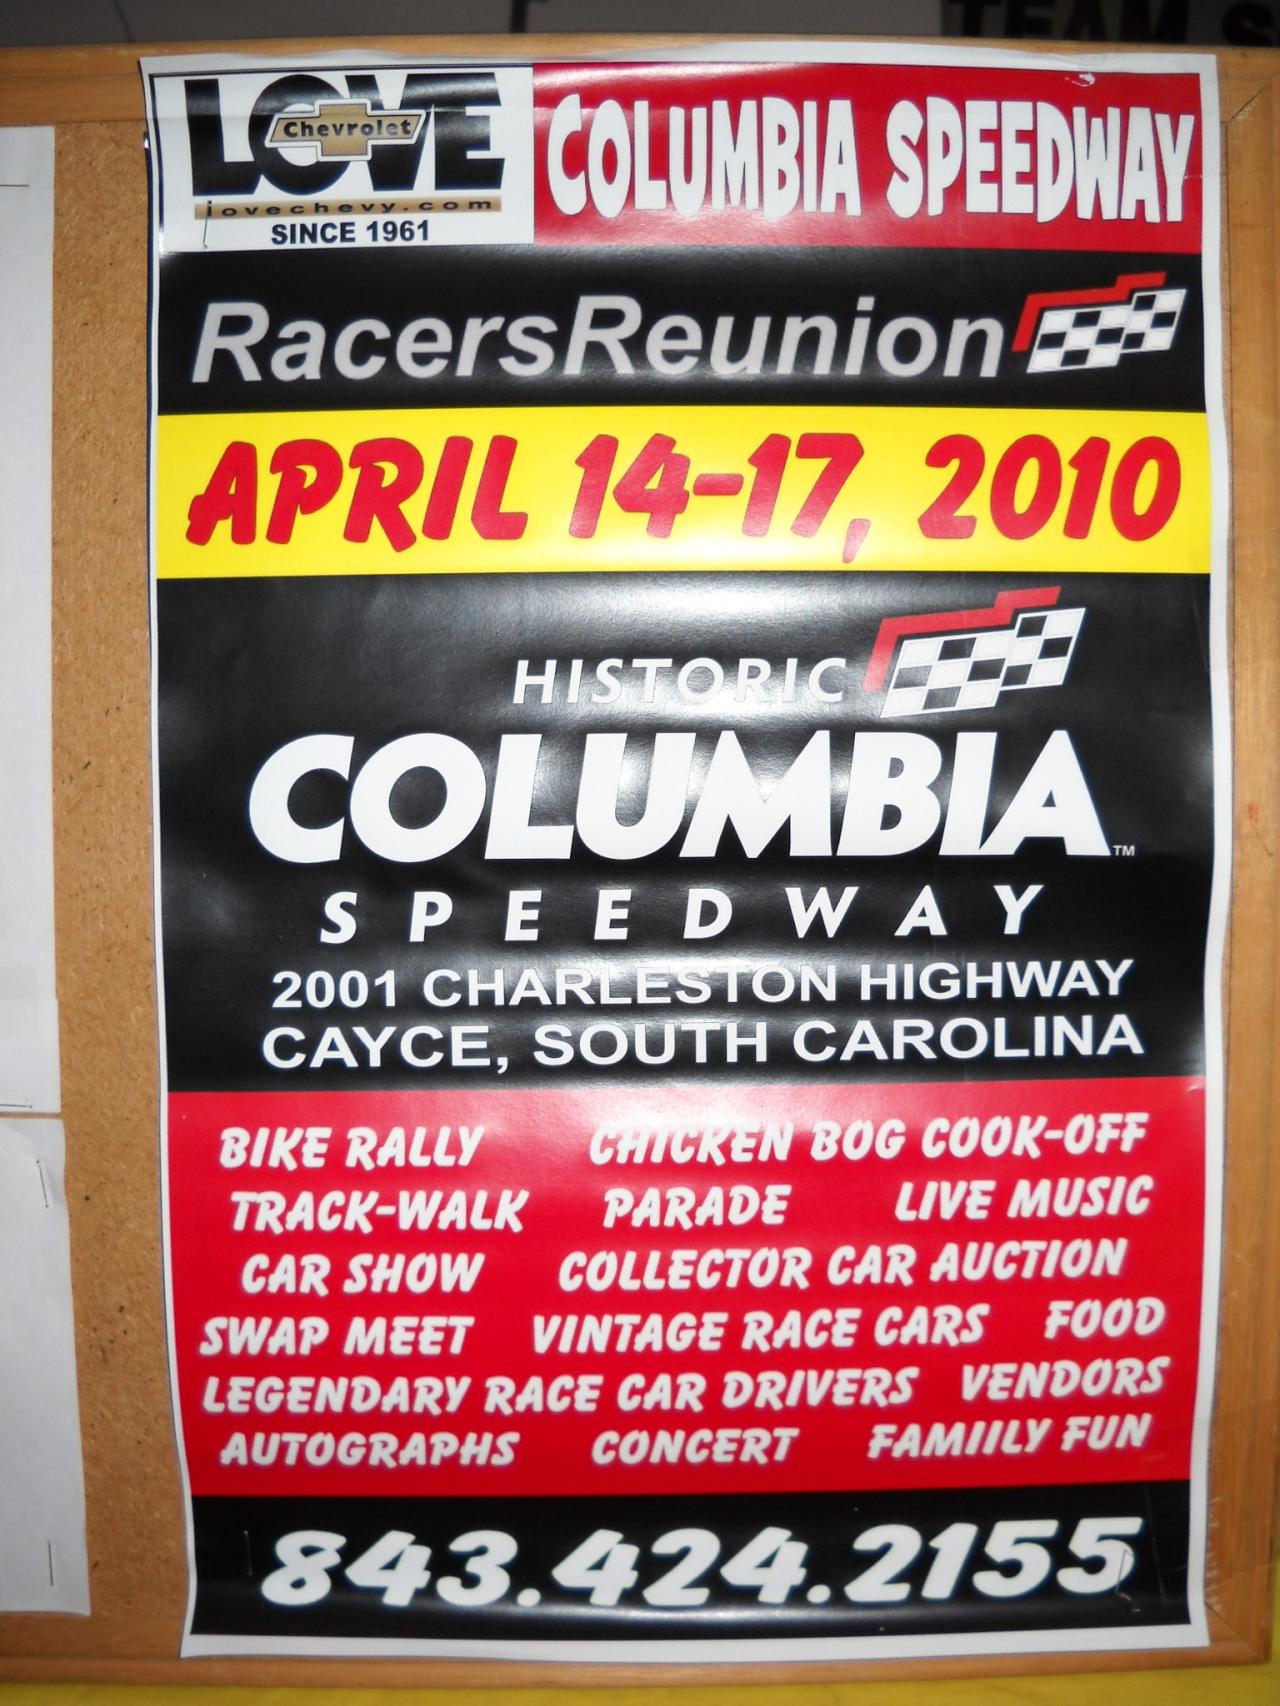 TEAM S
LOVE
Chevrolet
lovechevy.com
SINCE 1961
COLUMBIA SPEEDWAY
RacersReunion
APRIL 14-17, 2010
HISTORIC
COLUMBIA™
SPEEDWAY
2001 CHARLESTON HIGHWAY
CAYCE, SOUTH CAROLINA
BIKE RALLY CHICKEN BOG COOK-OFF
TRACK-WALK PARADE LIVE MUSIC
CAR SHOW COLLECTOR CAR AUCTION
SWAP MEET VINTAGE RACE CARS FOOD
LEGENDARY RACE CAR DRIVERS VENDORS
AUTOGRAPHS CONCERT FAMIILY FUN
843.424.2155